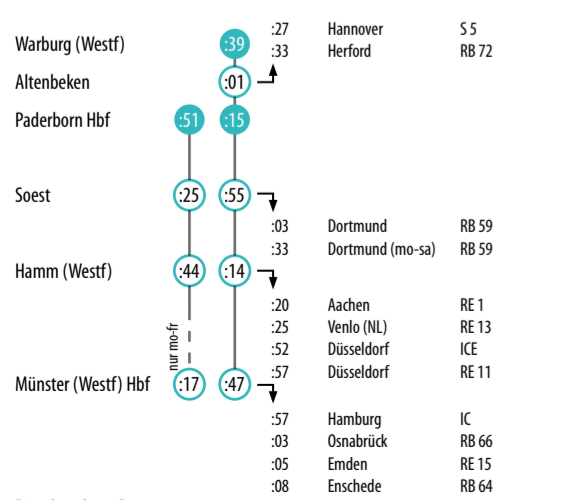 :27 Hannover S 5
Warburg (Westf) :39 :33 Herford RB 72
Altenbeken :01
Paderborn Hbf :51 :15
Soest :25 :55
:03 Dortmund RB 59
:33 Dortmund (mo-sa) RB 59
Hamm (Westf) :44 :14
:20 Aachen RE 1
:25 Venlo (NL) RE 13
nur mo-fr
:52 Düsseldorf ICE
:57 Düsseldorf RE 11
Münster (Westf) Hbf :17 :47
:57 Hamburg IC
:03 Osnabrück RB 66
:05 Emden RE 15
:08 Enschede RB 64